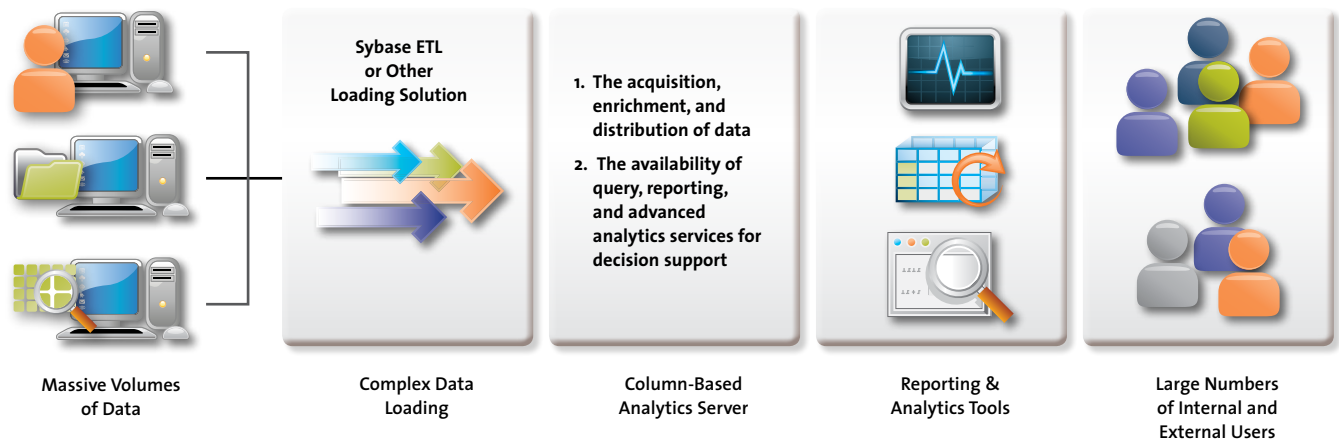 Sybase ETL
or Other
Loading Solution
1. The acquisition,
enrichment, and
distribution of data
2. The availability of
query, reporting,
and advanced
analytics services for
decision support
Massive Volumes
of Data
Complex Data
Loading
Column-Based
Analytics Server
Reporting &
Analytics Tools
Large Numbers
of Internal and
External Users